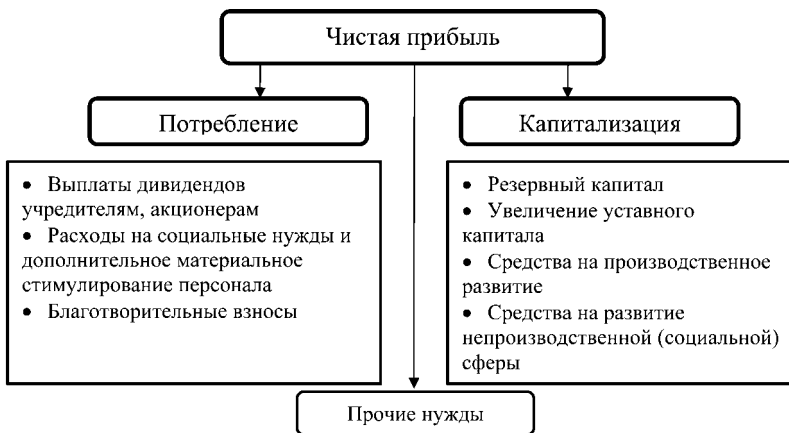 Чистая прибыль
Потребление
Капитализация
• Выплаты дивидендов
учредителям, акционерам
• Расходы на социальные нужды и
дополнительное материальное
стимулирование персонала
• Благотворительные взносы
• Резервный капитал
• Увеличение уставного
капитала
• Средства на производственное
развитие
• Средства на развитие
непроизводственной (социальной)
сферы
Прочие нужды